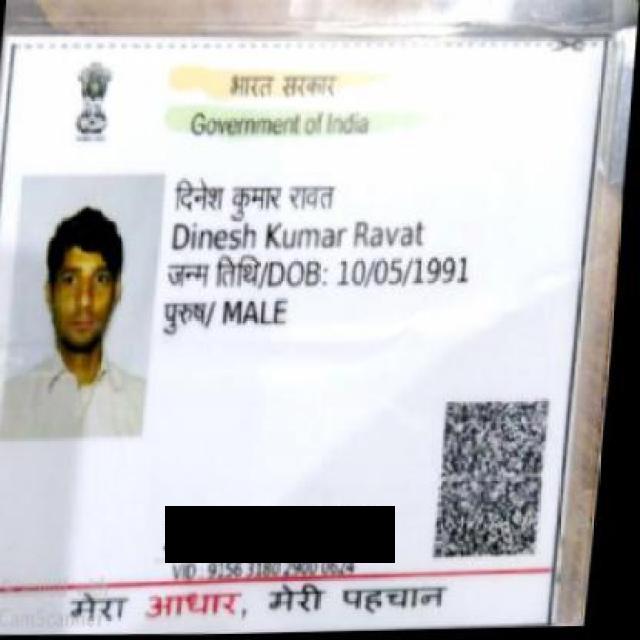 भारत सरकार
Government of India
दिनेश कुमार रावत
Dinesh Kumar Ravat
जन्म तिथि/DOB: 10/05/1991
पुरुष/ MALE
VID : 9156 3180 2900 0624
मेरा आधार, मेरी पहचान
CamScanner